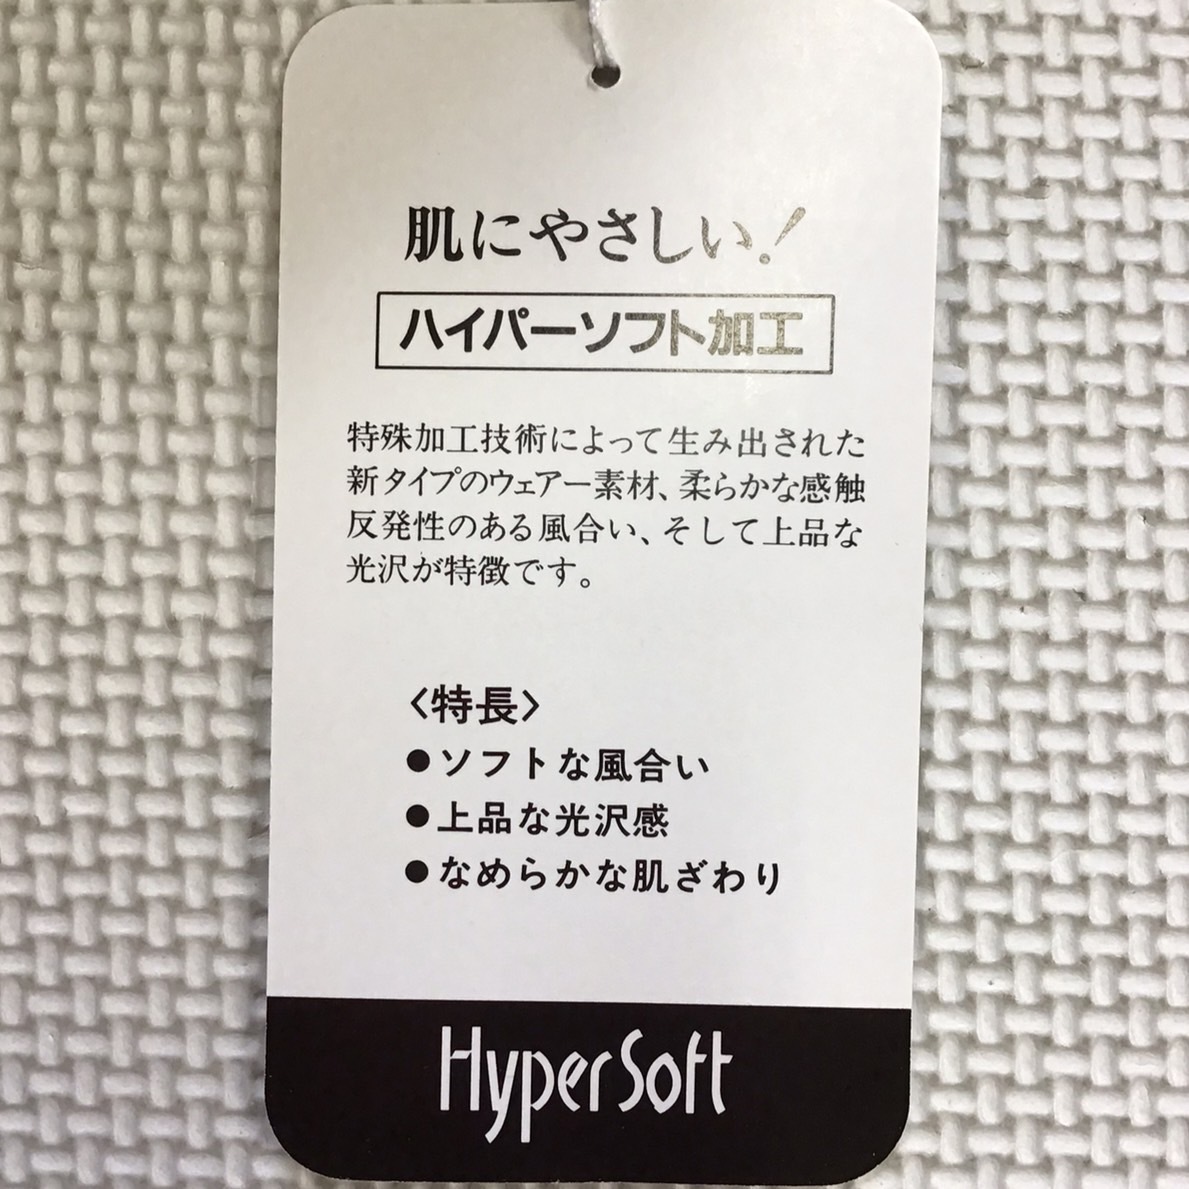 肌にやさしい!
ハイパーソフト加工
特殊加工技術によって生み出された
新タイプのウェアー素材、柔らかな感触
反発性のある風合い、そして上品な
光沢が特徴です。
〈特長〉
●ソフトな風合い
●上品な光沢感
●なめらかな肌ざわり
HyperSoft